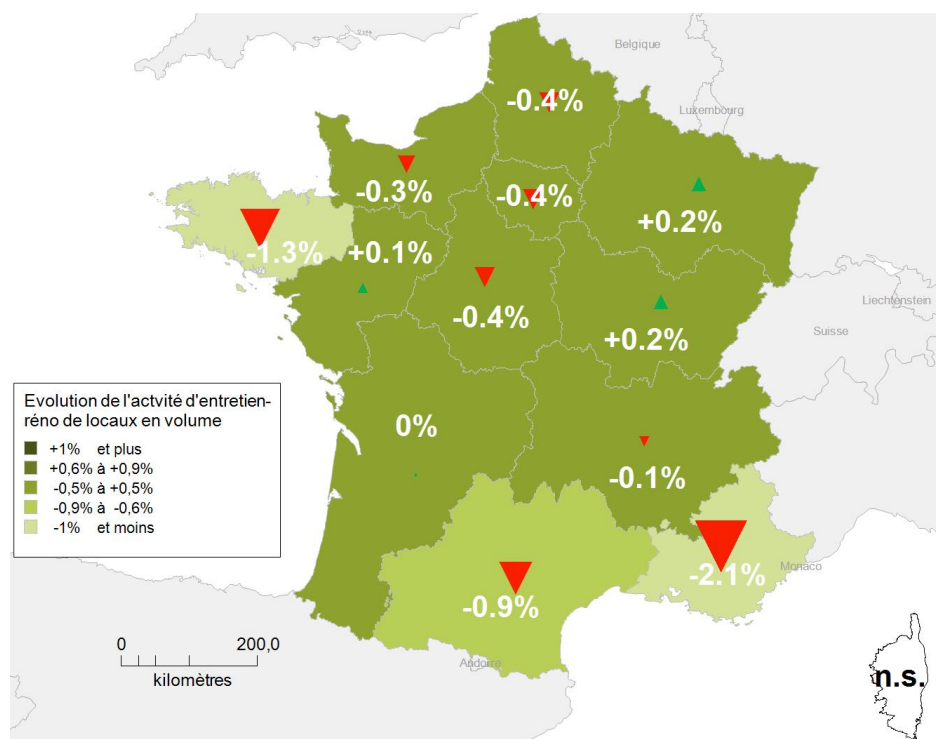 Belgique
-0.4%
Luxembourg
-0.3%
-0.4%
+0.2%
-1.3%
+0.1%
Liechtenstein
-0.4%
+0.2%
Suisse
Evolution de l'actvité d'entretien-
réno de locaux en volume
+1% et plus
+0,6% à +0,9%
-0,5% à +0,5%
-0,9% à -0,6%
-1% et moins
0%
-0.1%
Monaco
-2.1%
-0.9%
0 200,0
kilomètres
Andorre
n.s.